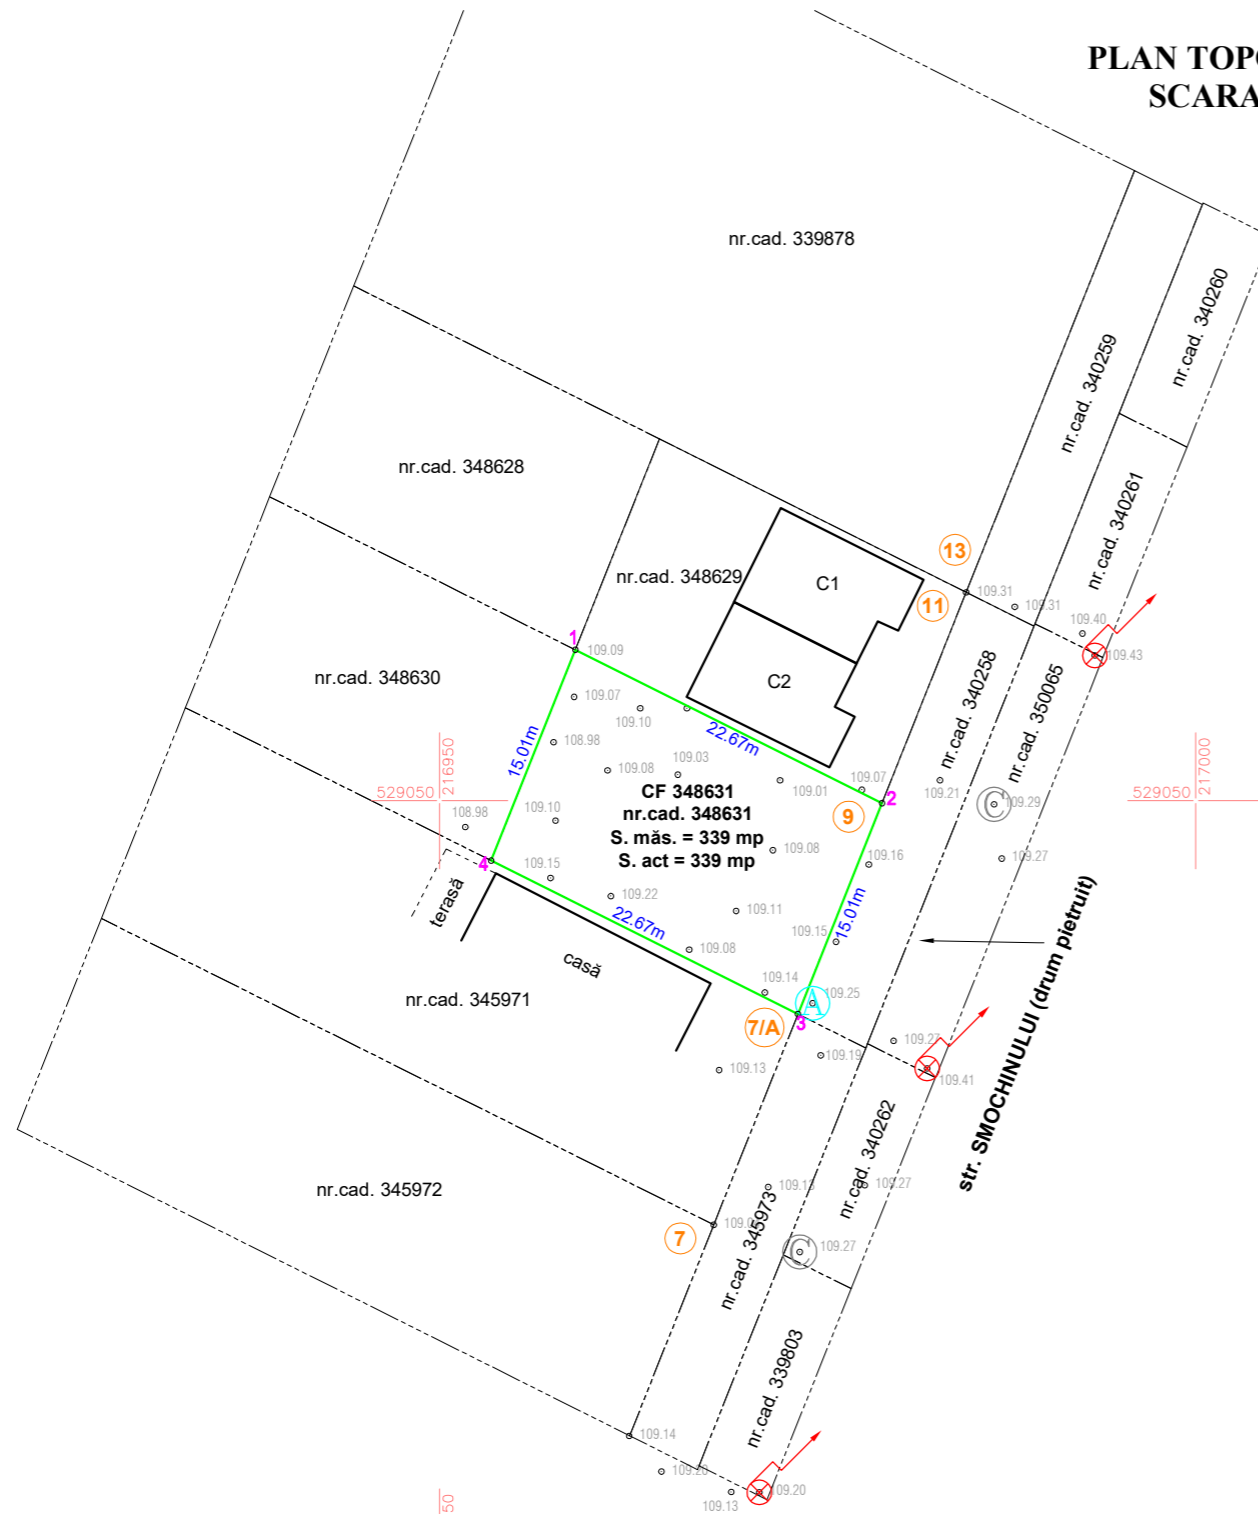 PLAN TOPO
SCARA
nr.cad. 339878
nr.cad. 340260
nr.cad. 340259
nr.cad. 348628
nr.cad. 340261
13
C1
nr.cad. 348629
109.31
11
109.31
1
109.40
109.09
109.43
nr.cad. 348630
C2
nr.cad. 340258
nr.cad. 350065
109.07
109.10
22.67m
15.01m
108.98
216950
217000
109.08
109.03
109.01
109.07
529050
529050
CF 348631
nr.cad. 348631
S. măs. = 339 mp
S. act = 339 mp
2
109.21
C
109.29
9
108.98
109.10
109.08
109.16
109.27
4
109.15
terasă
109.22
109.11
22.67m
15.01m
109.15
109.08
casă
109.14
109.25
nr.cad. 345971
A
7/A
3
109.27
109.19
109.13
109.41
str. SMOCHINULUI (drum pietruit)
nr.cad. 340262
nr.cad. 345972
109.13
109.27
nr.cad. 345973
7
C
109.27
nr.cad. 339803
109.14
109.20
109.20
109.13
50